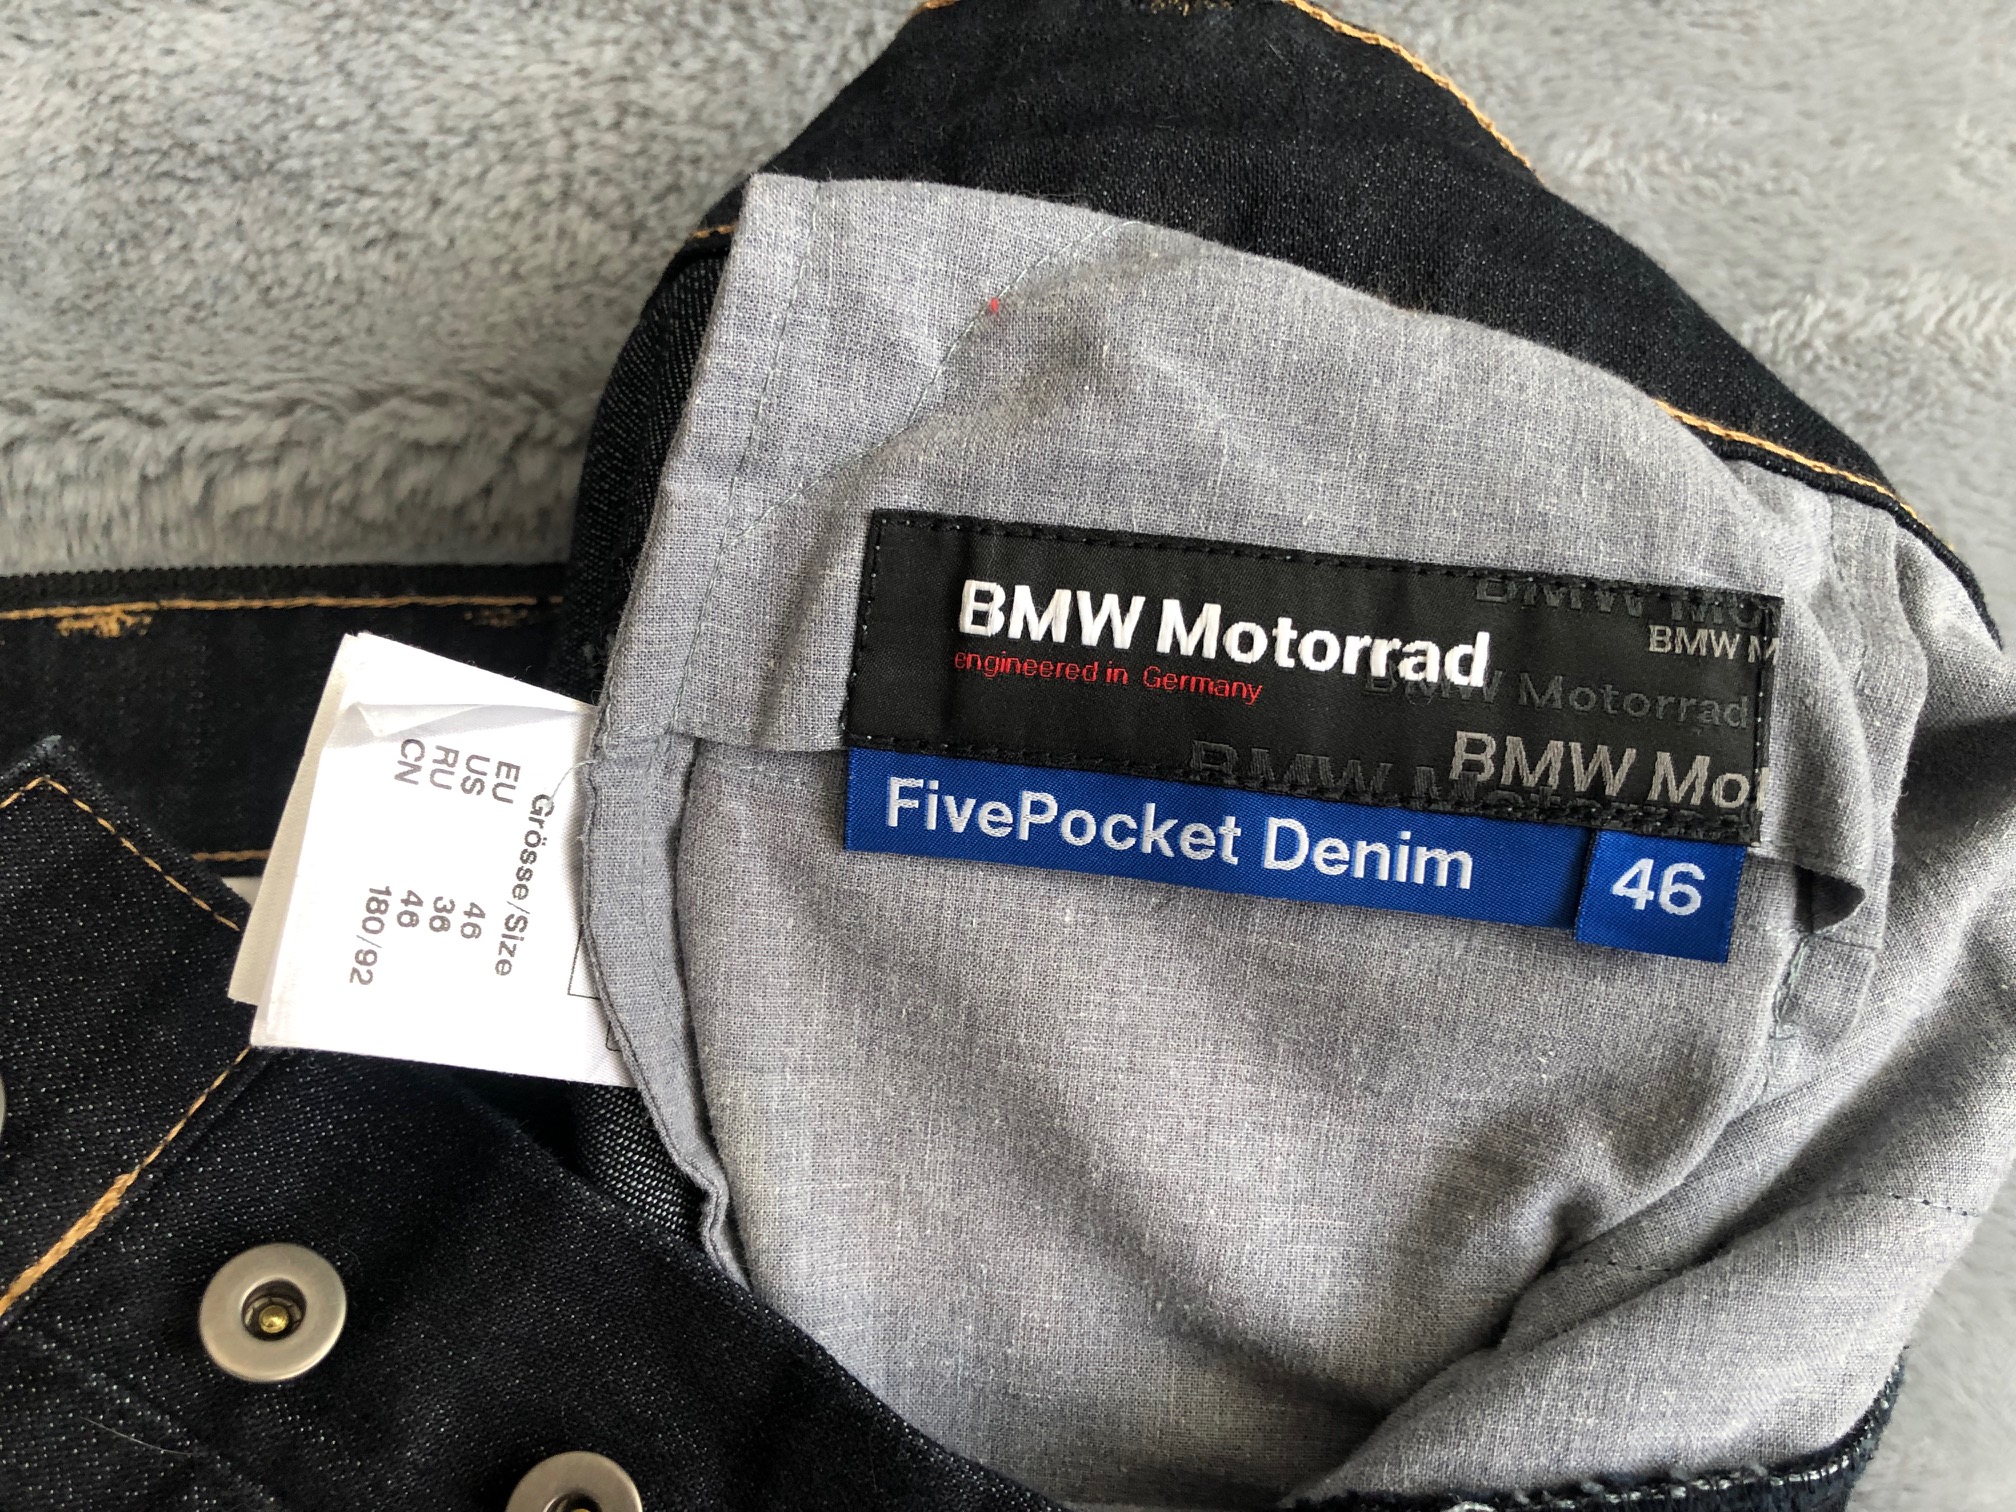 BMW Motorrad
engineered in Germany
BMW Motorrad
BMW Mo
FivePocket Denim
46
Grösse/Size
EU 46
US 36
RU 46
CN 180/92